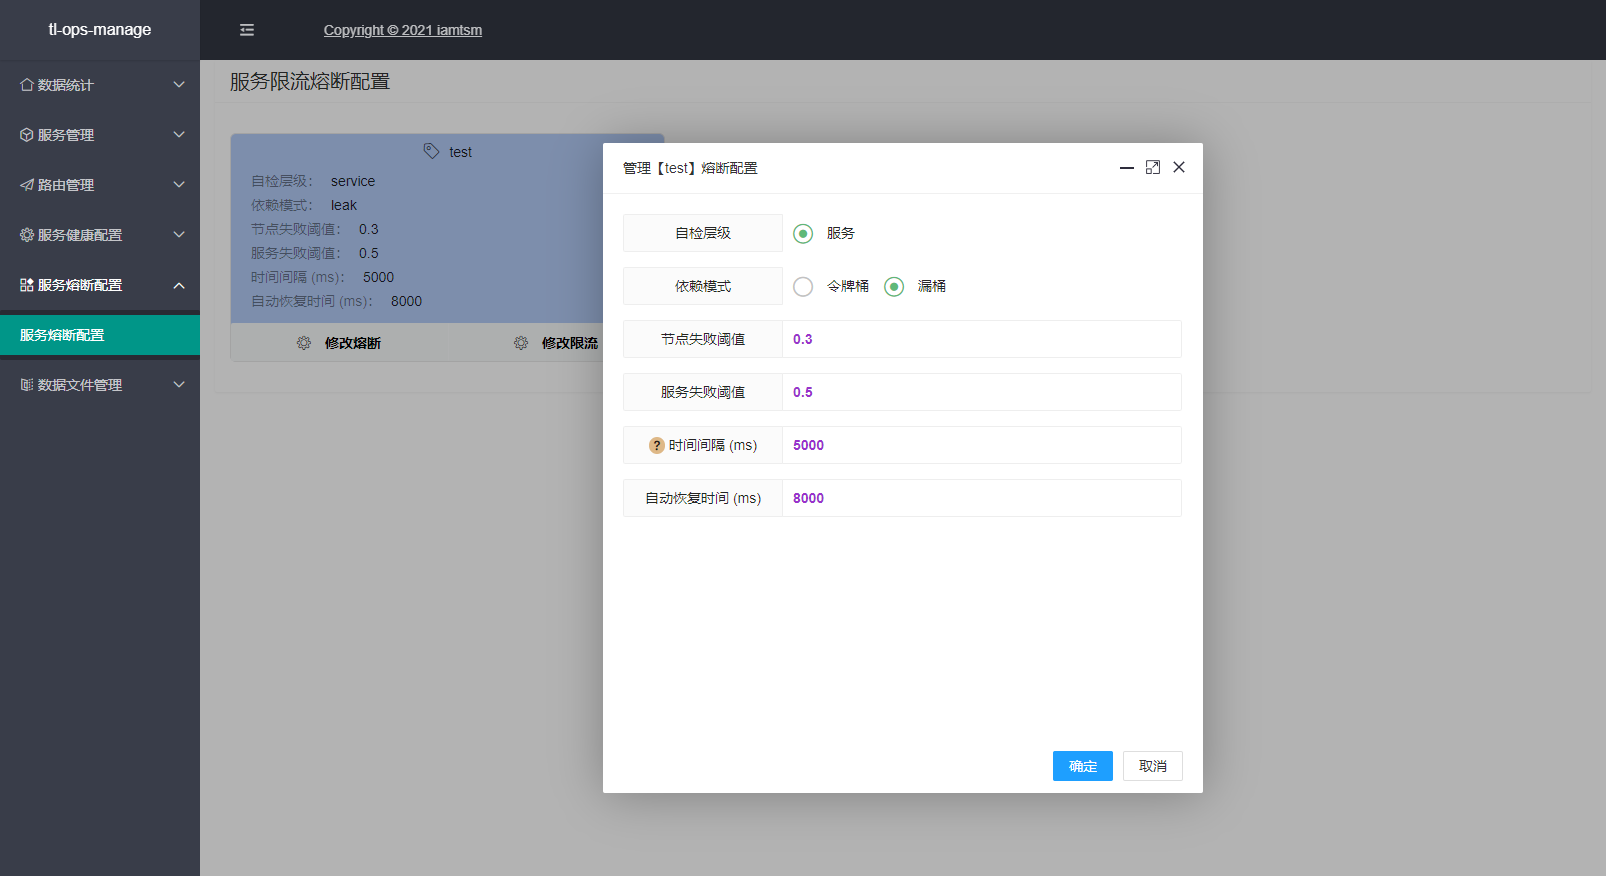 tl-ops-manage
Copyright © 2021 iamtsm
数据统计
服务管理
路由管理
服务健康配置
服务熔断配置
服务熔断配置
数据文件管理
服务限流熔断配置
test
自检层级： service
依赖模式： leak
节点失败阈值： 0.3
服务失败阈值： 0.5
时间间隔 (ms)： 5000
自动恢复时间 (ms)： 8000
修改熔断 修改限流
管理【test】熔断配置
自检层级 服务
依赖模式 令牌桶 漏桶
节点失败阈值 0.3
服务失败阈值 0.5
? 时间间隔 (ms) 5000
自动恢复时间 (ms) 8000
确定 取消